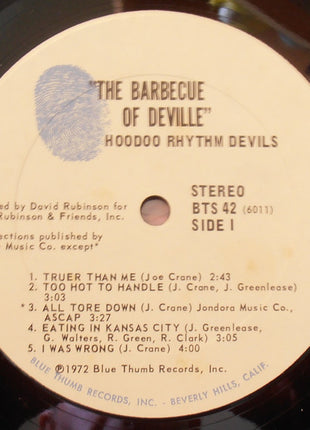 "THE BARBECUE
OF DEVILLE"
HOODOO RHYTHM DEVILS
ed by David Rubinson for
Rubinson & Friends, Inc.
STEREO
BTS 42 (6011)
SIDE I
ections published by
Music Co. except*
1. TRUER THAN ME (Joe Crane) 2:43
2. TOO HOT TO HANDLE (J. Crane, J. Greenlease)
3:03
* 3. ALL TORE DOWN (J. Crane) Jondora Music Co.,
ASCAP 3:27
4. EATING IN KANSAS CITY (J. Greenlease,
G. Walters, R. Green, R. Clark) 3:05
5. I WAS WRONG (J. Crane) 4:00
℗1972 Blue Thumb Records, Inc.
BLUE THUMB RECORDS, INC. - BEVERLY HILLS, CALIF.